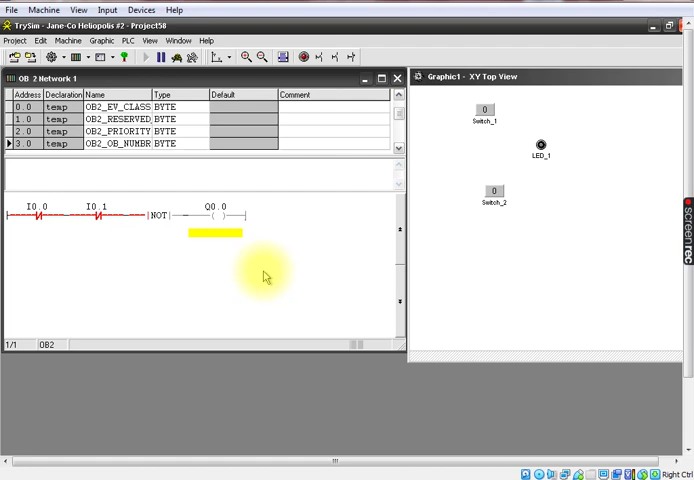 File Machine View Input Devices Help
TrySim - Jane-Co Heliopolis #2 - Project58
Project Edit Machine Graphic PLC View Window Help
OB 2 Network 1
Graphic1 - XY Top View
Address Declaration Name Type Default Comment
0.0 temp OB2_EV_CLASS BYTE
1.0 temp OB2_RESERVED_ BYTE
2.0 temp OB2_PRIORITY BYTE
3.0 temp OB2_OB_NUMBR BYTE
0
Switch_1
LED_1
0
Switch_2
I0.0 I0.1 Q0.0
NOT
screenrec
1/1 OB2
Right Ctrl